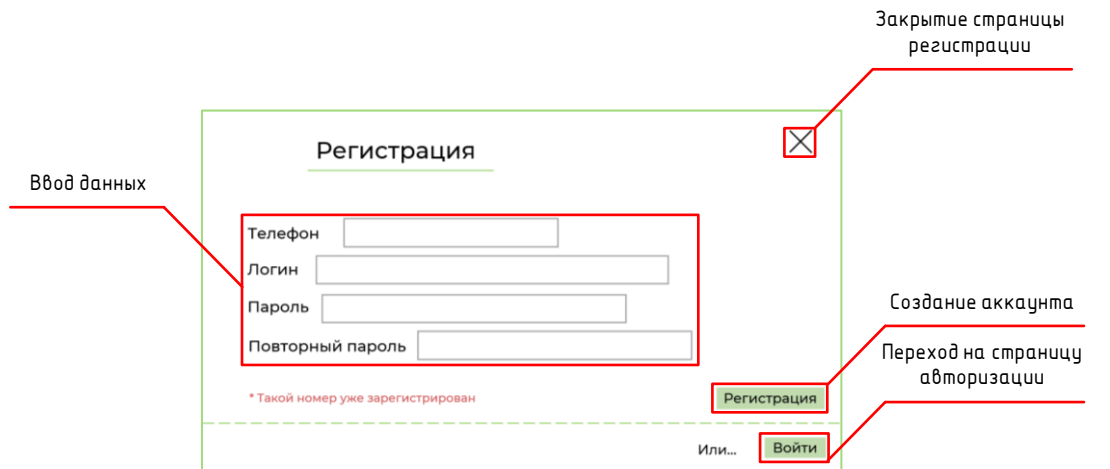 Закрытие страницы
регистрации
Регистрация
Ввод данных
Телефон
Логин
Пароль
Повторный пароль
Создание аккаунта
Переход на страницу
авторизации
* Такой номер уже зарегистрирован
Регистрация
Или...
Войти